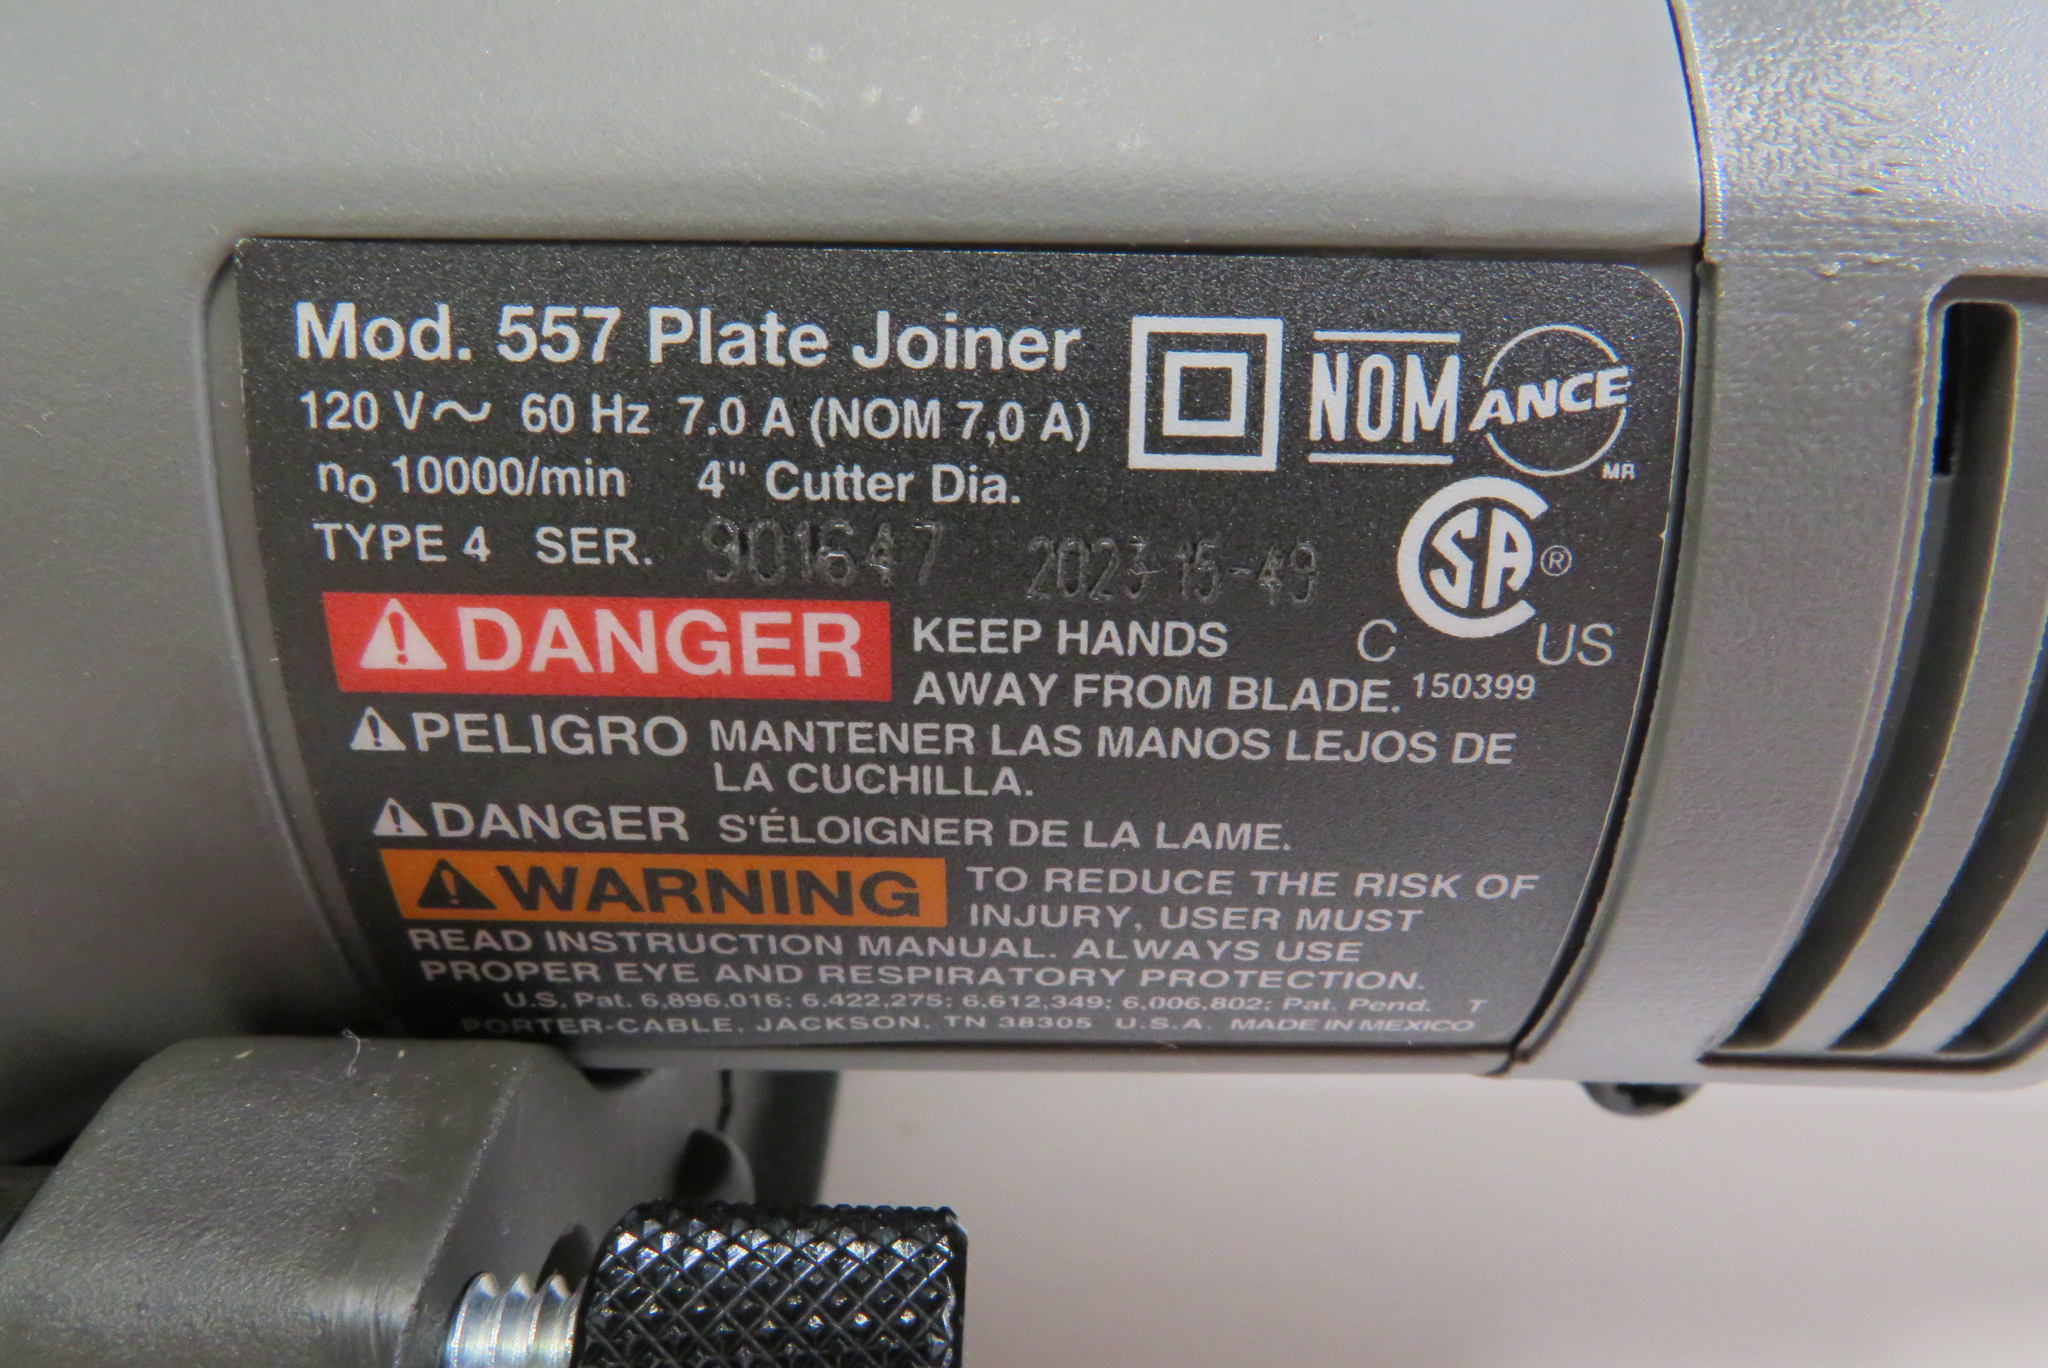 Mod. 557 Plate Joiner
120 V~ 60 Hz 7.0 A (NOM 7,0 A)
no 10000/min 4" Cutter Dia.
TYPE 4 SER. 901647 2023-15-49
NOM ANCE MR
SA ®
C US
150399
DANGER KEEP HANDS
AWAY FROM BLADE.
PELIGRO MANTENER LAS MANOS LEJOS DE
LA CUCHILLA.
DANGER S'ÉLOIGNER DE LA LAME.
WARNING TO REDUCE THE RISK OF
INJURY, USER MUST
READ INSTRUCTION MANUAL. ALWAYS USE
PROPER EYE AND RESPIRATORY PROTECTION.
U.S. Pat. 6,896,016; 6,422,275; 6,612,349; 6,006,802; Pat. Pend. T
PORTER-CABLE, JACKSON, TN 38305 U.S.A. MADE IN MEXICO